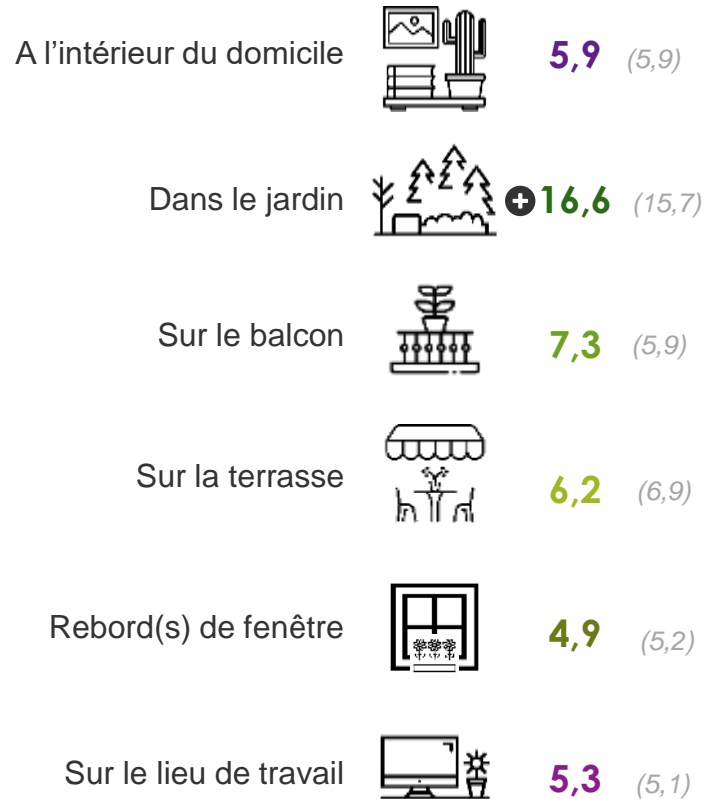 A l’intérieur du domicile 5,9 (5,9)
Dans le jardin +16,6 (15,7)
Sur le balcon 7,3 (5,9)
Sur la terrasse 6,2 (6,9)
Rebord(s) de fenêtre 4,9 (5,2)
Sur le lieu de travail 5,3 (5,1)